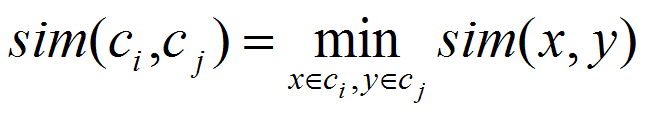 sim(c_i,c_j) = min_{x∈c_i,y∈c_j} sim(x, y)